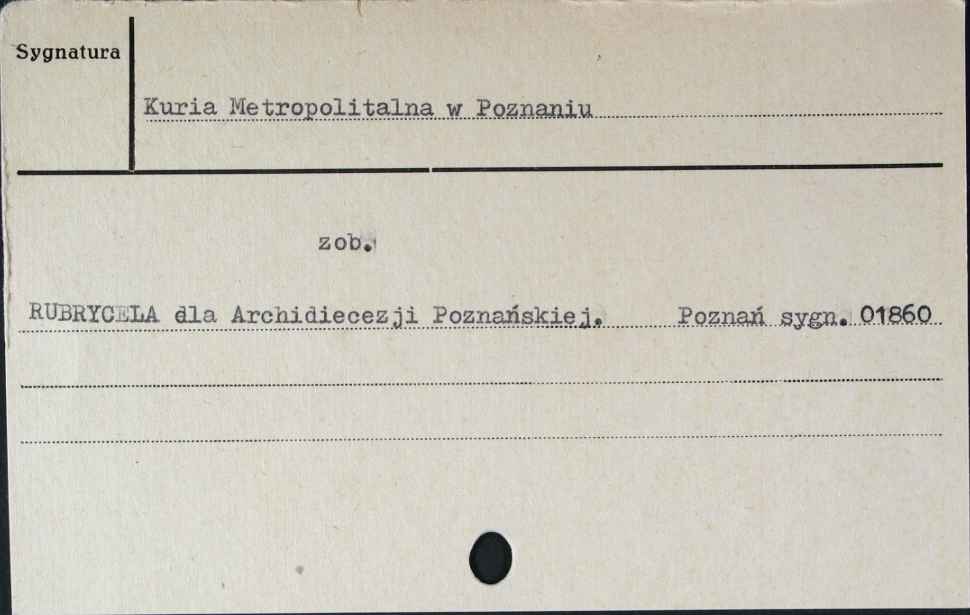 Sygnatura
Kuria Metropolitalna w Poznaniu
zob.
RUBRYCELA dla Archidiecezji Poznańskiej. Poznań sygn. 01860